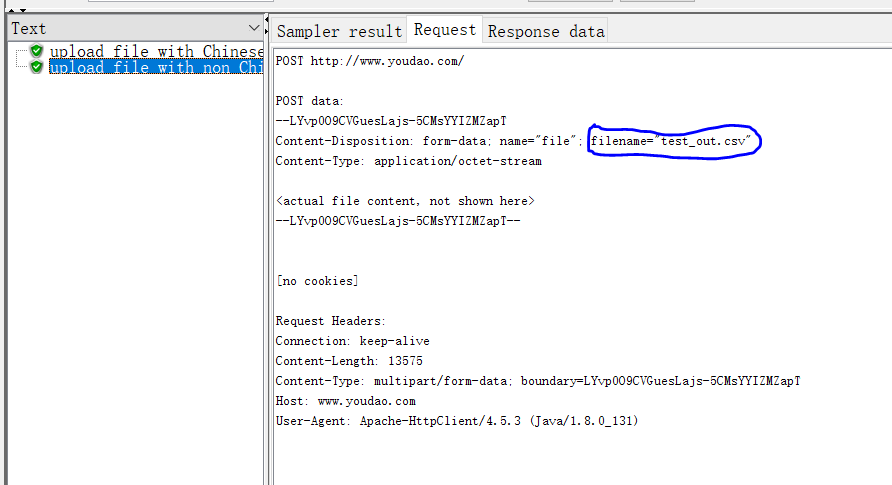 Text
Sampler result Request Response data
upload file with Chinese
upload file with non Chi
POST http://www.youdao.com/
POST data:
--LYvp0O9CVGuesLajs-5CMsYYIZMZapT
Content-Disposition: form-data; name="file"; filename="test_out.csv"
Content-Type: application/octet-stream
<actual file content, not shown here>
--LYvp0O9CVGuesLajs-5CMsYYIZMZapT--
[no cookies]
Request Headers:
Connection: keep-alive
Content-Length: 13575
Content-Type: multipart/form-data; boundary=LYvp0O9CVGuesLajs-5CMsYYIZMZapT
Host: www.youdao.com
User-Agent: Apache-HttpClient/4.5.3 (Java/1.8.0_131)